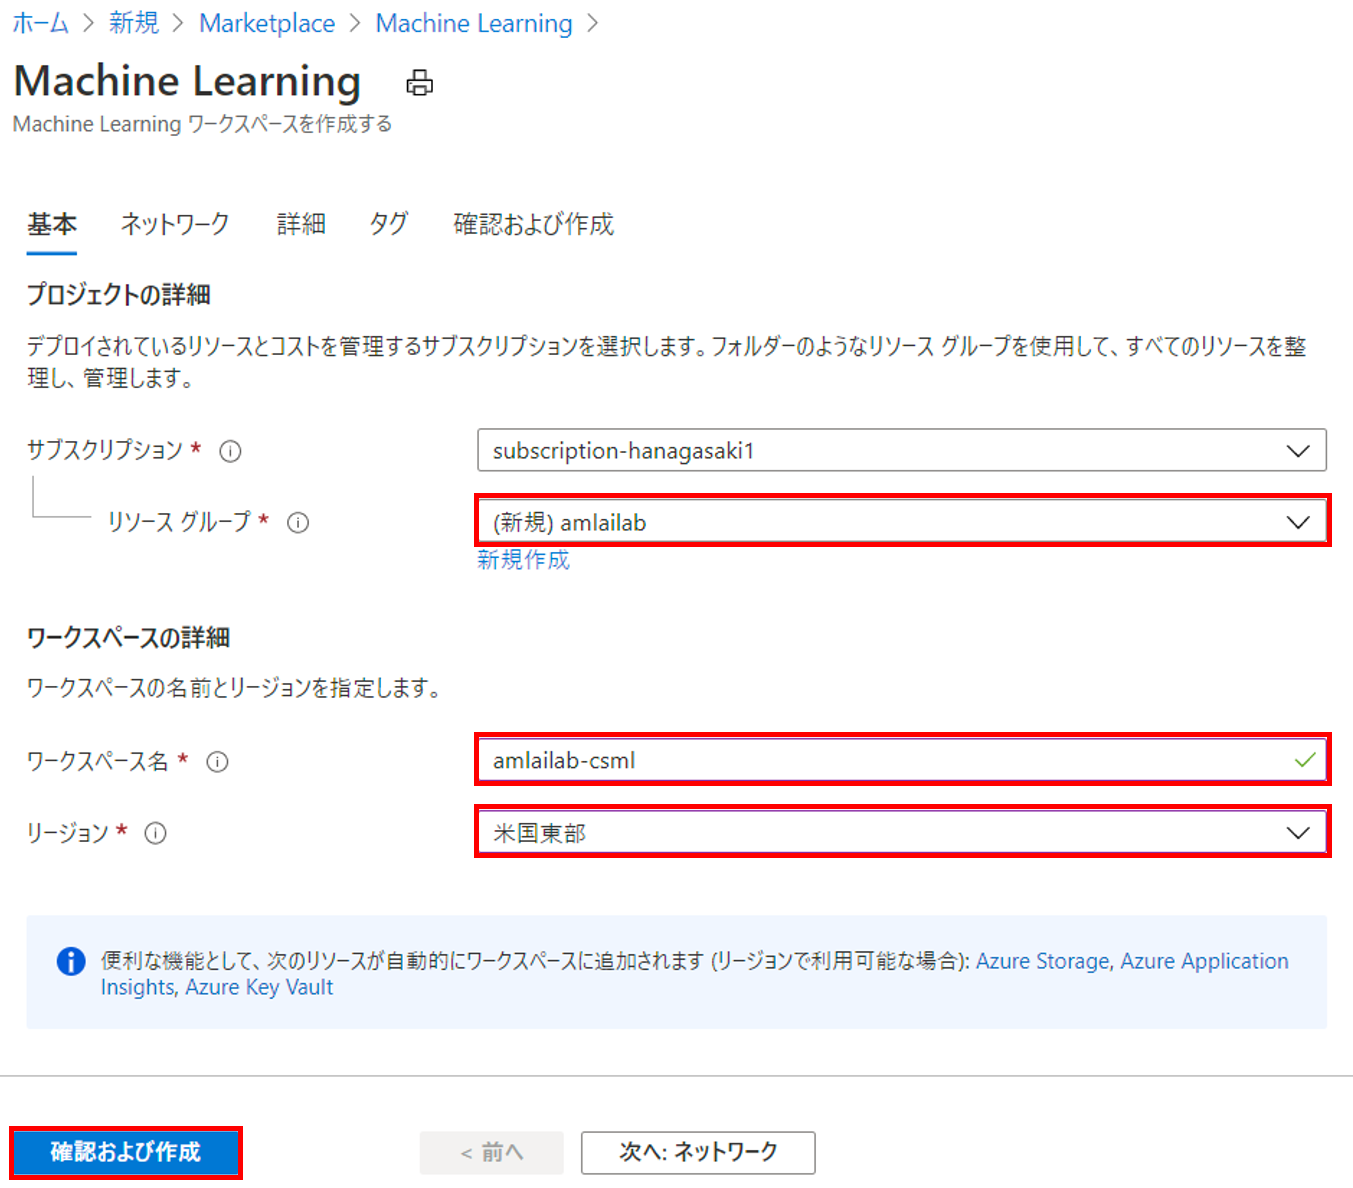 ホーム > 新規 > Marketplace > Machine Learning >
Machine Learning
Machine Learning ワークスペースを作成する
基本 ネットワーク 詳細 タグ 確認および作成
プロジェクトの詳細
デプロイされているリソースとコストを管理するサブスクリプションを選択します。フォルダーのようなリソース グループを使用して、すべてのリソースを整
理し、管理します。
サブスクリプション * subscription-hanagasaki1
リソース グループ * (新規) amlailab
新規作成
ワークスペースの詳細
ワークスペースの名前とリージョンを指定します。
ワークスペース名 * amlailab-csml
リージョン * 米国東部
便利な機能として、次のリソースが自動的にワークスペースに追加されます (リージョンで利用可能な場合): Azure Storage, Azure Application
Insights, Azure Key Vault
確認および作成 < 前へ 次へ: ネットワーク